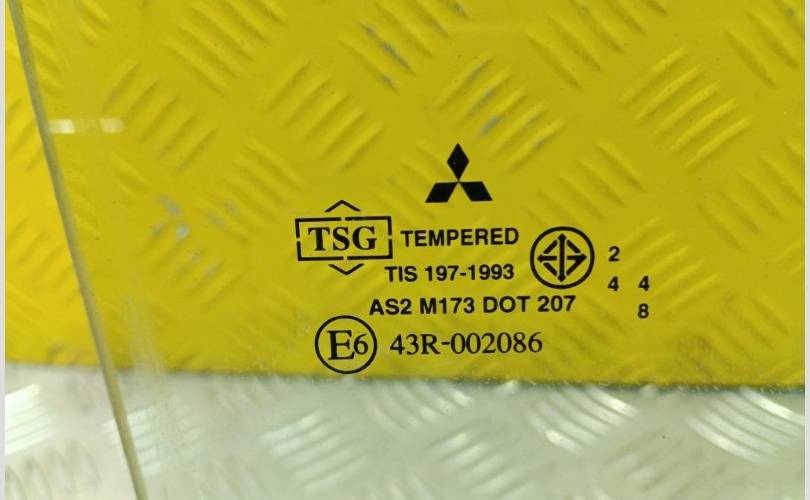 TSG TEMPERED
TIS 197-1993
2
4 4
8
AS2 M173 DOT 207
E6 43R-002086